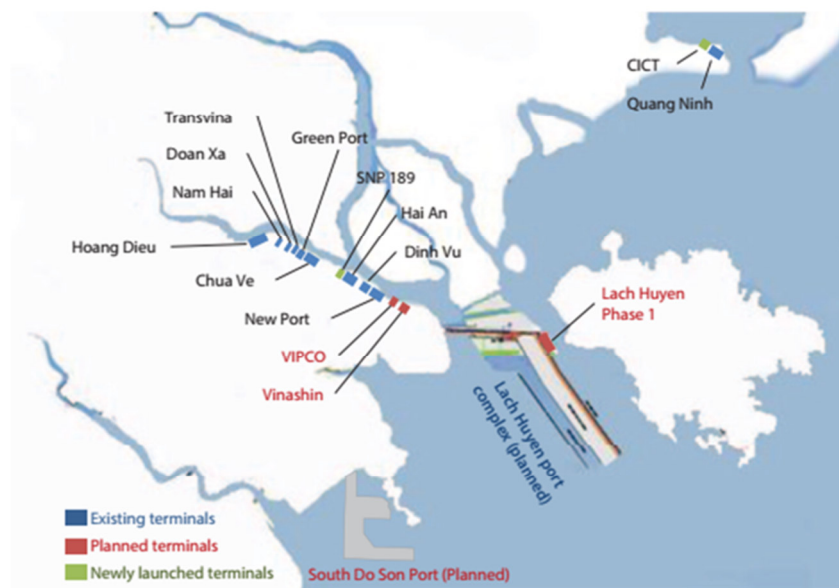 CICT
Quang Ninh
Transvina
Green Port
Doan Xa
SNP 189
Nam Hai
Hai An
Hoang Dieu
Dinh Vu
Chua Ve
New Port
Lach Huyen
Phase 1
VIPCO
Vinashin
Lach Huyen port
complex (planned)
Existing terminals
Planned terminals
Newly launched terminals
South Do Son Port (Planned)